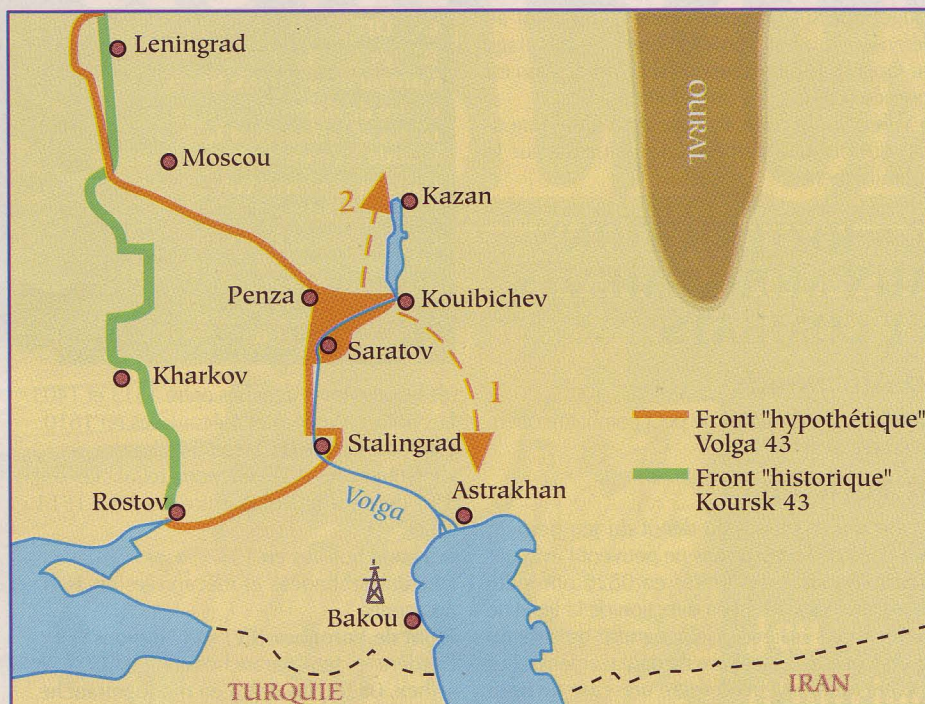 Leningrad
OURAL
Moscou
2
Kazan
Penza
Kouibichev
Saratov
Kharkov
1
Front "hypothétique"
Volga 43
Stalingrad
Front "historique"
Koursk 43
Astrakhan
Volga
Rostov
Bakou
TURQUIE
IRAN